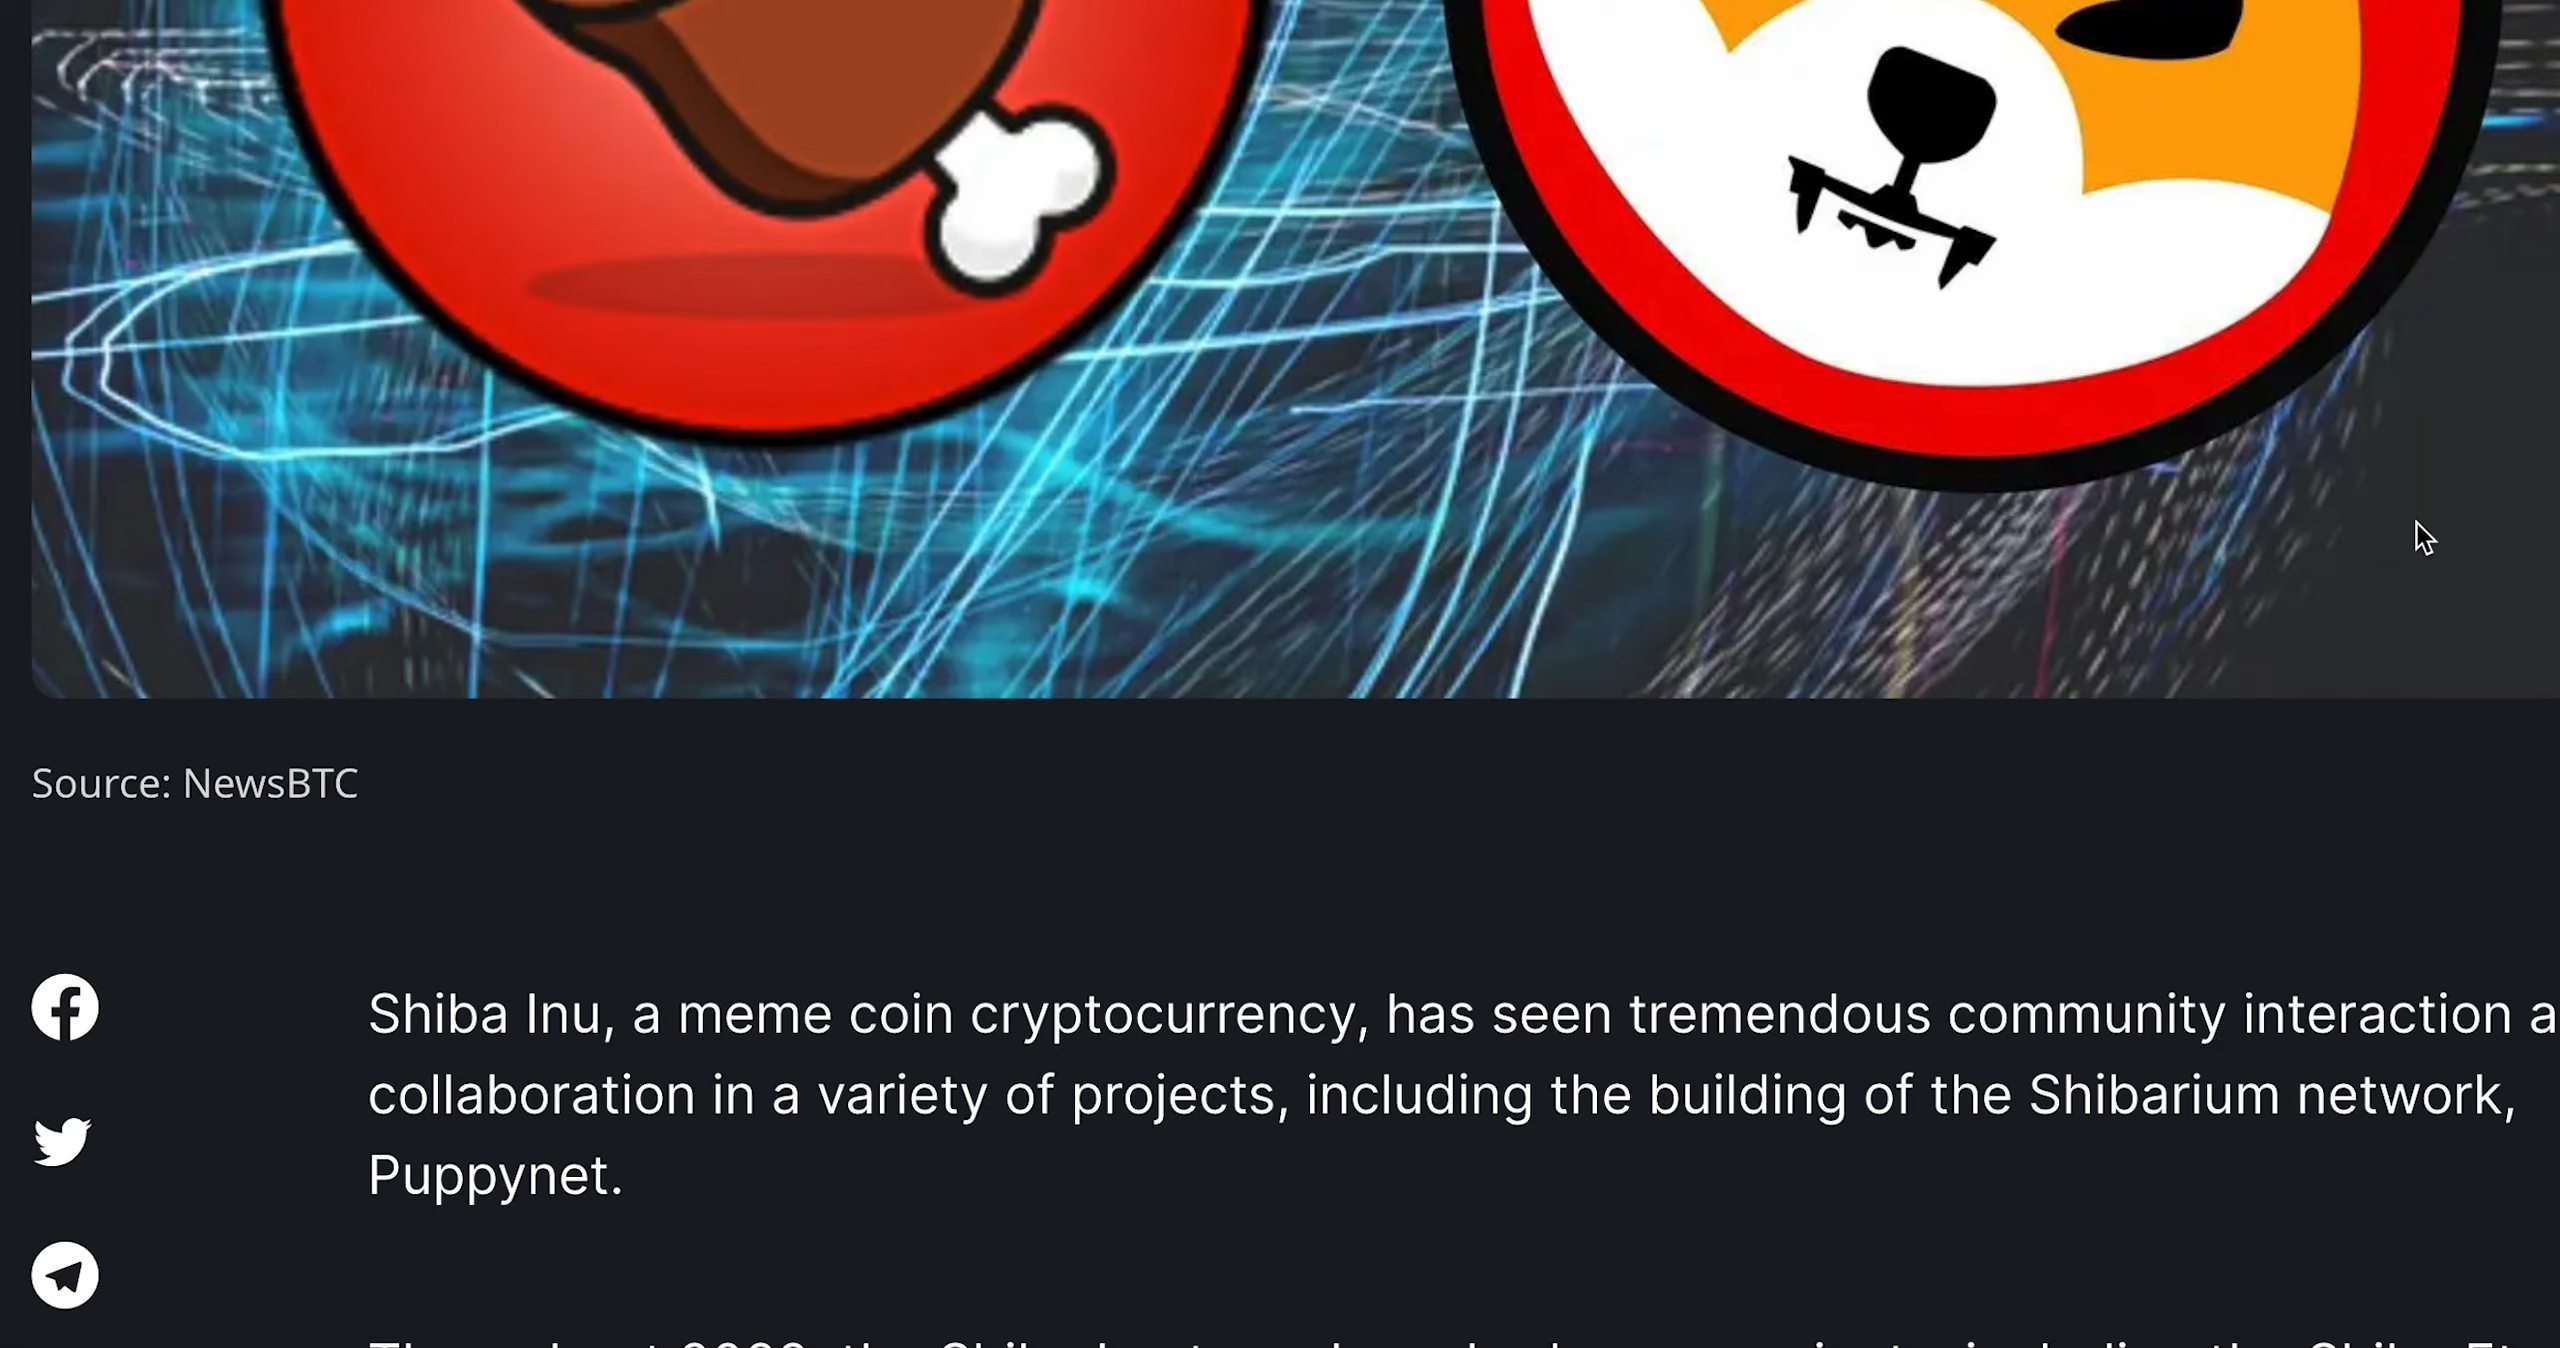 Source: NewsBTC
Shiba Inu, a meme coin cryptocurrency, has seen tremendous community interaction a
collaboration in a variety of projects, including the building of the Shibarium network,
Puppynet.